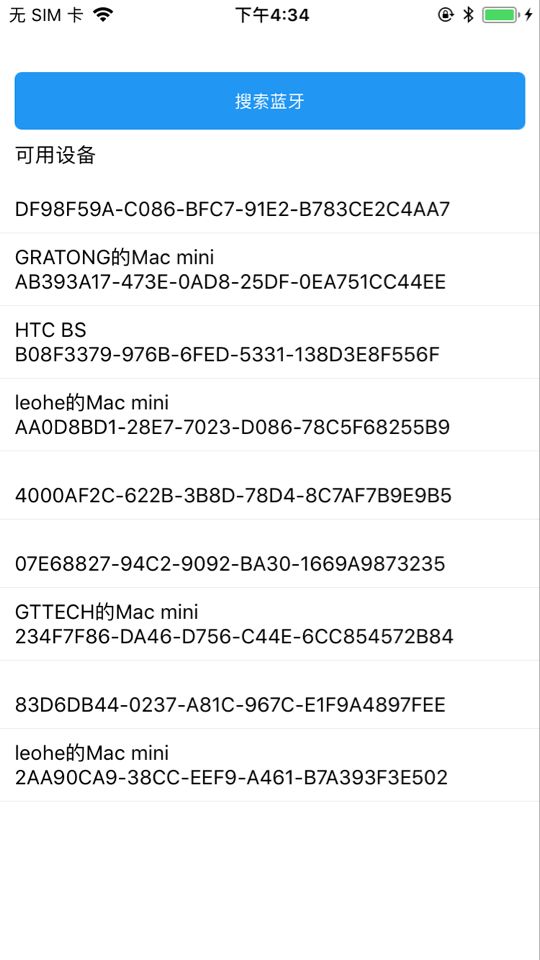 无 SIM 卡
下午4:34
搜索蓝牙
可用设备
DF98F59A-C086-BFC7-91E2-B783CE2C4AA7
GRATONG的Mac mini
AB393A17-473E-0AD8-25DF-0EA751CC44EE
HTC BS
B08F3379-976B-6FED-5331-138D3E8F556F
leohe的Mac mini
AA0D8BD1-28E7-7023-D086-78C5F68255B9
4000AF2C-622B-3B8D-78D4-8C7AF7B9E9B5
07E68827-94C2-9092-BA30-1669A9873235
GTTECH的Mac mini
234F7F86-DA46-D756-C44E-6CC854572B84
83D6DB44-0237-A81C-967C-E1F9A4897FEE
leohe的Mac mini
2AA90CA9-38CC-EEF9-A461-B7A393F3E502